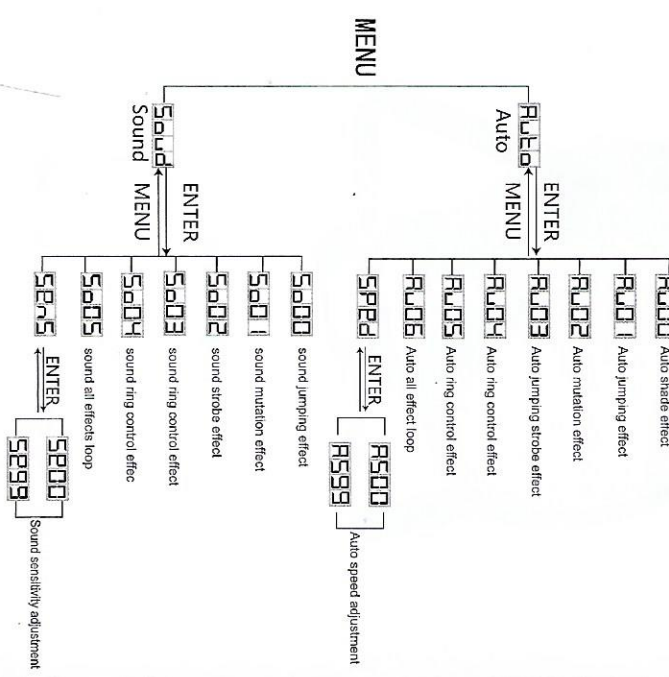 MENU
Auto
Auto
ENTER
MENU
Au00 Auto shade effect
Au01 Auto jumping effect
Au02 Auto mutation effect
Au03 Auto jumping strobe effect
Au04 Auto ring control effect
Au05 Auto ring control effect
Au06 Auto all effect loop
SPEd ENTER
AS00
AS99
Auto speed adjustment
Soud
Sound
ENTER
MENU
So00 sound jumping effect
So01 sound mutation effect
So02 sound strobe effect
So03 sound ring control effect
So04 sound ring control effec
So05 sound all effects loop
SEnS ENTER
SE00
SE99
Sound sensitivity adjustment